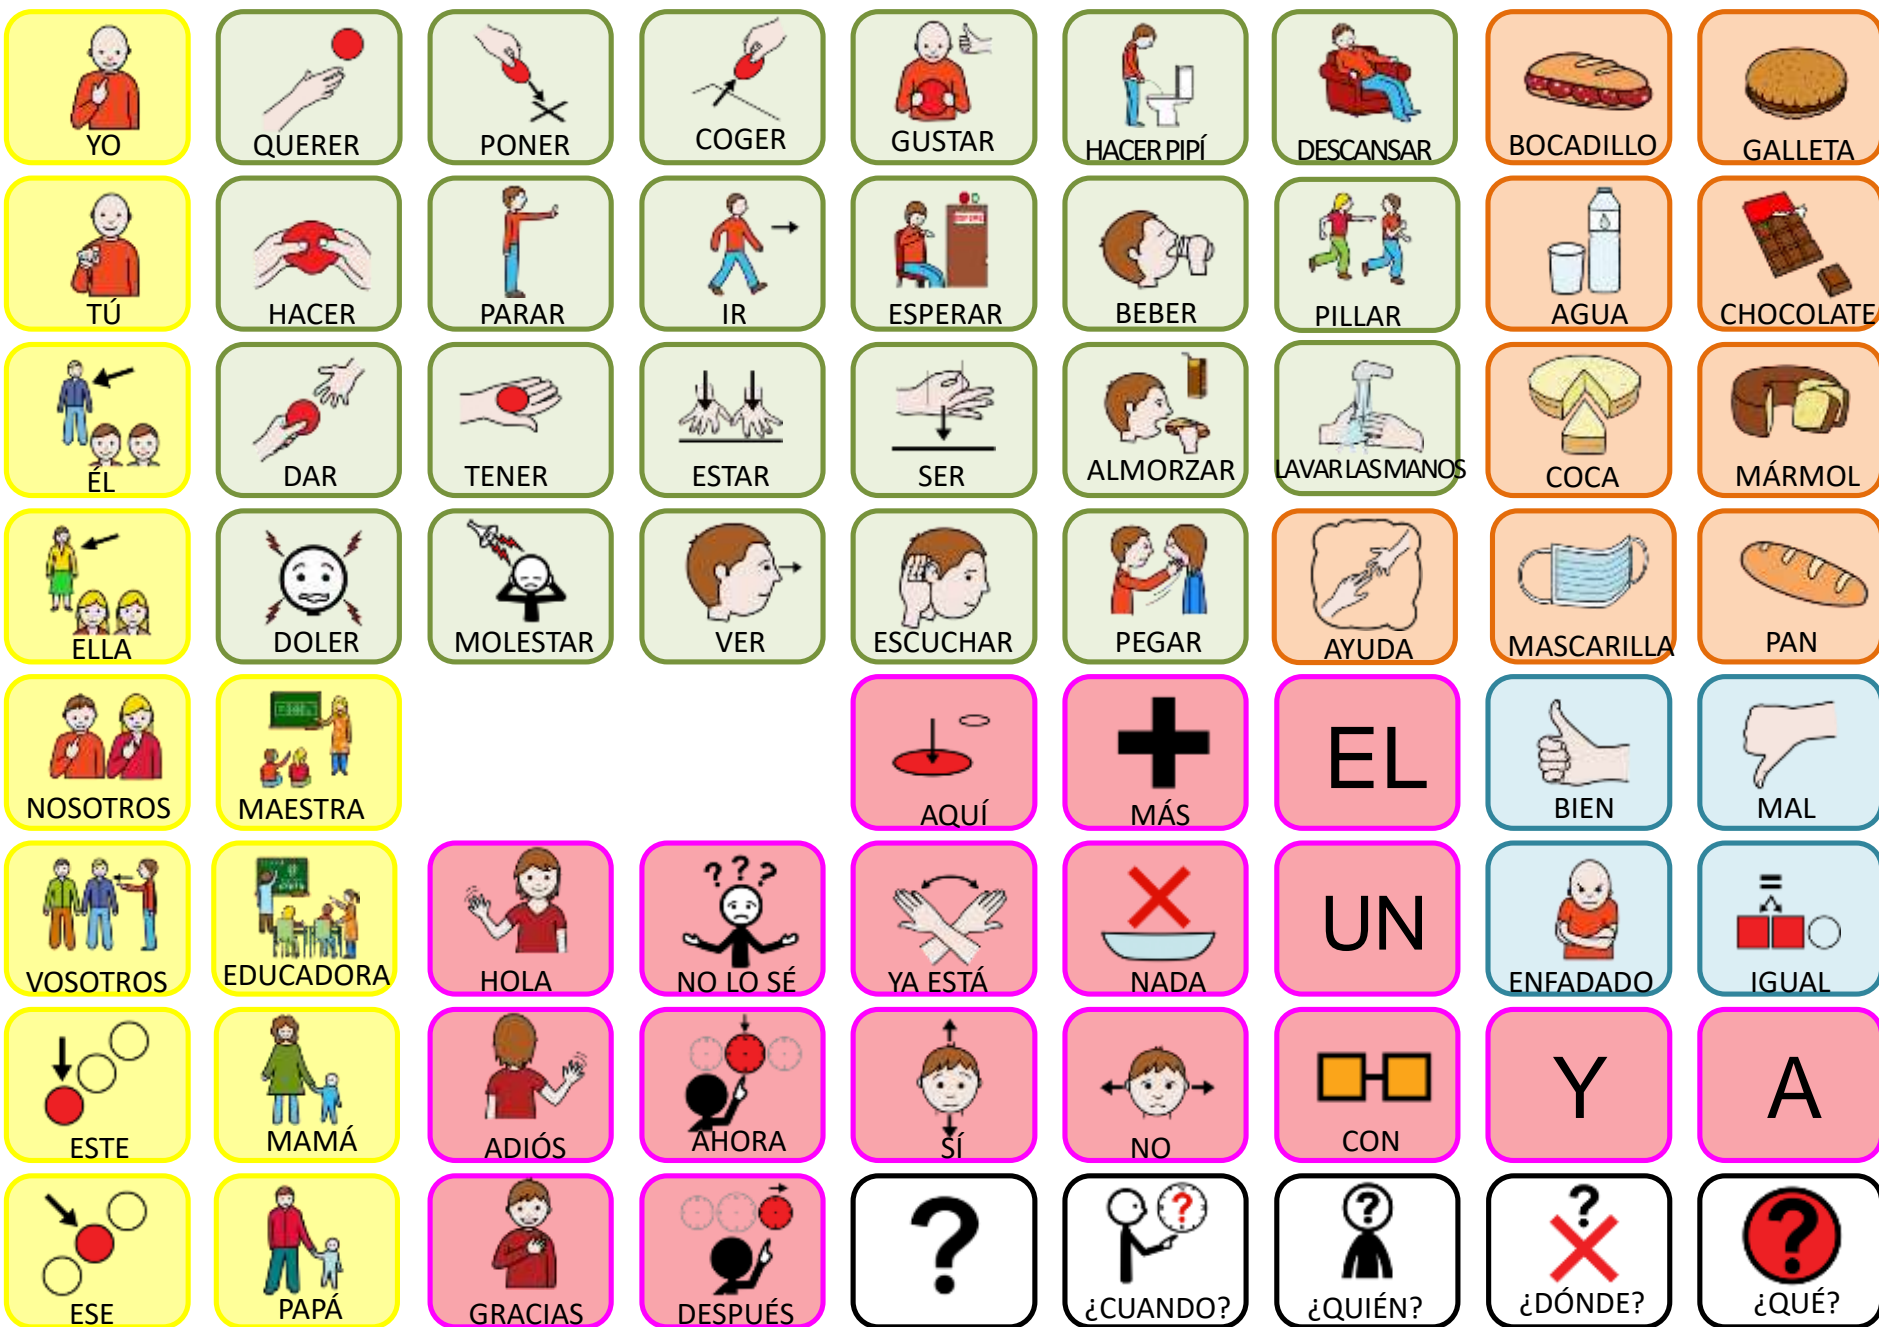 YO
QUERER
PONER
COGER
GUSTAR
HACER PIPÍ
DESCANSAR
BOCADILLO
GALLETA
TÚ
HACER
PARAR
IR
ESPERAR
BEBER
PILLAR
AGUA
CHOCOLATE
ÉL
DAR
TENER
ESTAR
SER
ALMORZAR
LAVAR LAS MANOS
COCA
MÁRMOL
ELLA
DOLER
MOLESTAR
VER
ESCUCHAR
PEGAR
AYUDA
MASCARILLA
PAN
NOSOTROS
MAESTRA
AQUÍ
MÁS
EL
BIEN
MAL
VOSOTROS
EDUCADORA
HOLA
? ? ?
NO LO SÉ
YA ESTÁ
NADA
UN
ENFADADO
=
IGUAL
ESTE
MAMÁ
ADIÓS
AHORA
SÍ
NO
CON
Y
A
ESE
PAPÁ
GRACIAS
DESPUÉS
?
?
¿CUANDO?
?
¿QUIÉN?
?
¿DÓNDE?
?
¿QUÉ?